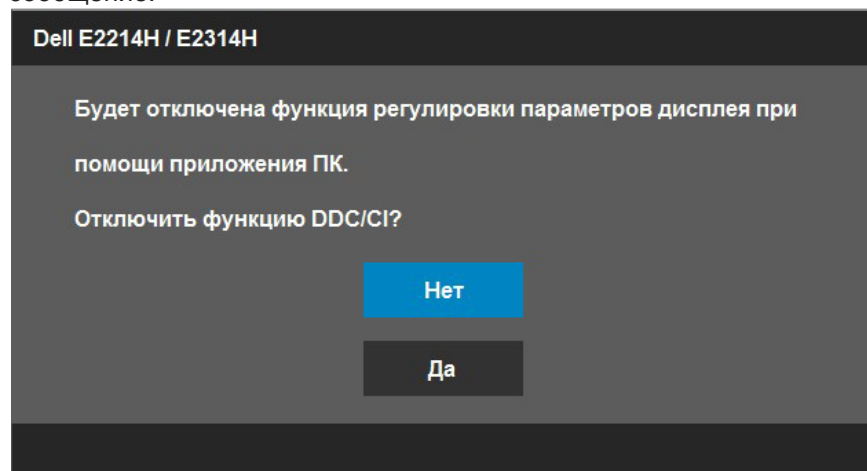 Dell E2214H / E2314H
Будет отключена функция регулировки параметров дисплея при
помощи приложения ПК.
Отключить функцию DDC/CI?
Нет
Да